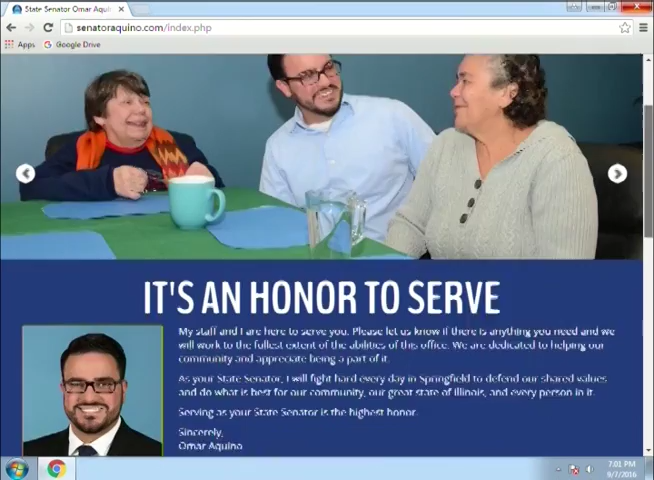 State Senator Omar Aquin
senatoraquino.com/index.php
Apps
Google Drive
IT'S AN HONOR TO SERVE
My staff and I are here to serve you. Please let us know if there is anything you need and we
will work to the fullest extent of the abilities of this office. We are dedicated to helping our
community and appreciate being a part of it.
As your State Senator, I will fight hard every day in Springfield to defend our shared values
and do what is best for our community, our great state of Illinois, and every person in it.
Serving as your State Senator is the highest honor.
Sincerely,
Omar Aquino
7:01 PM
9/7/2016